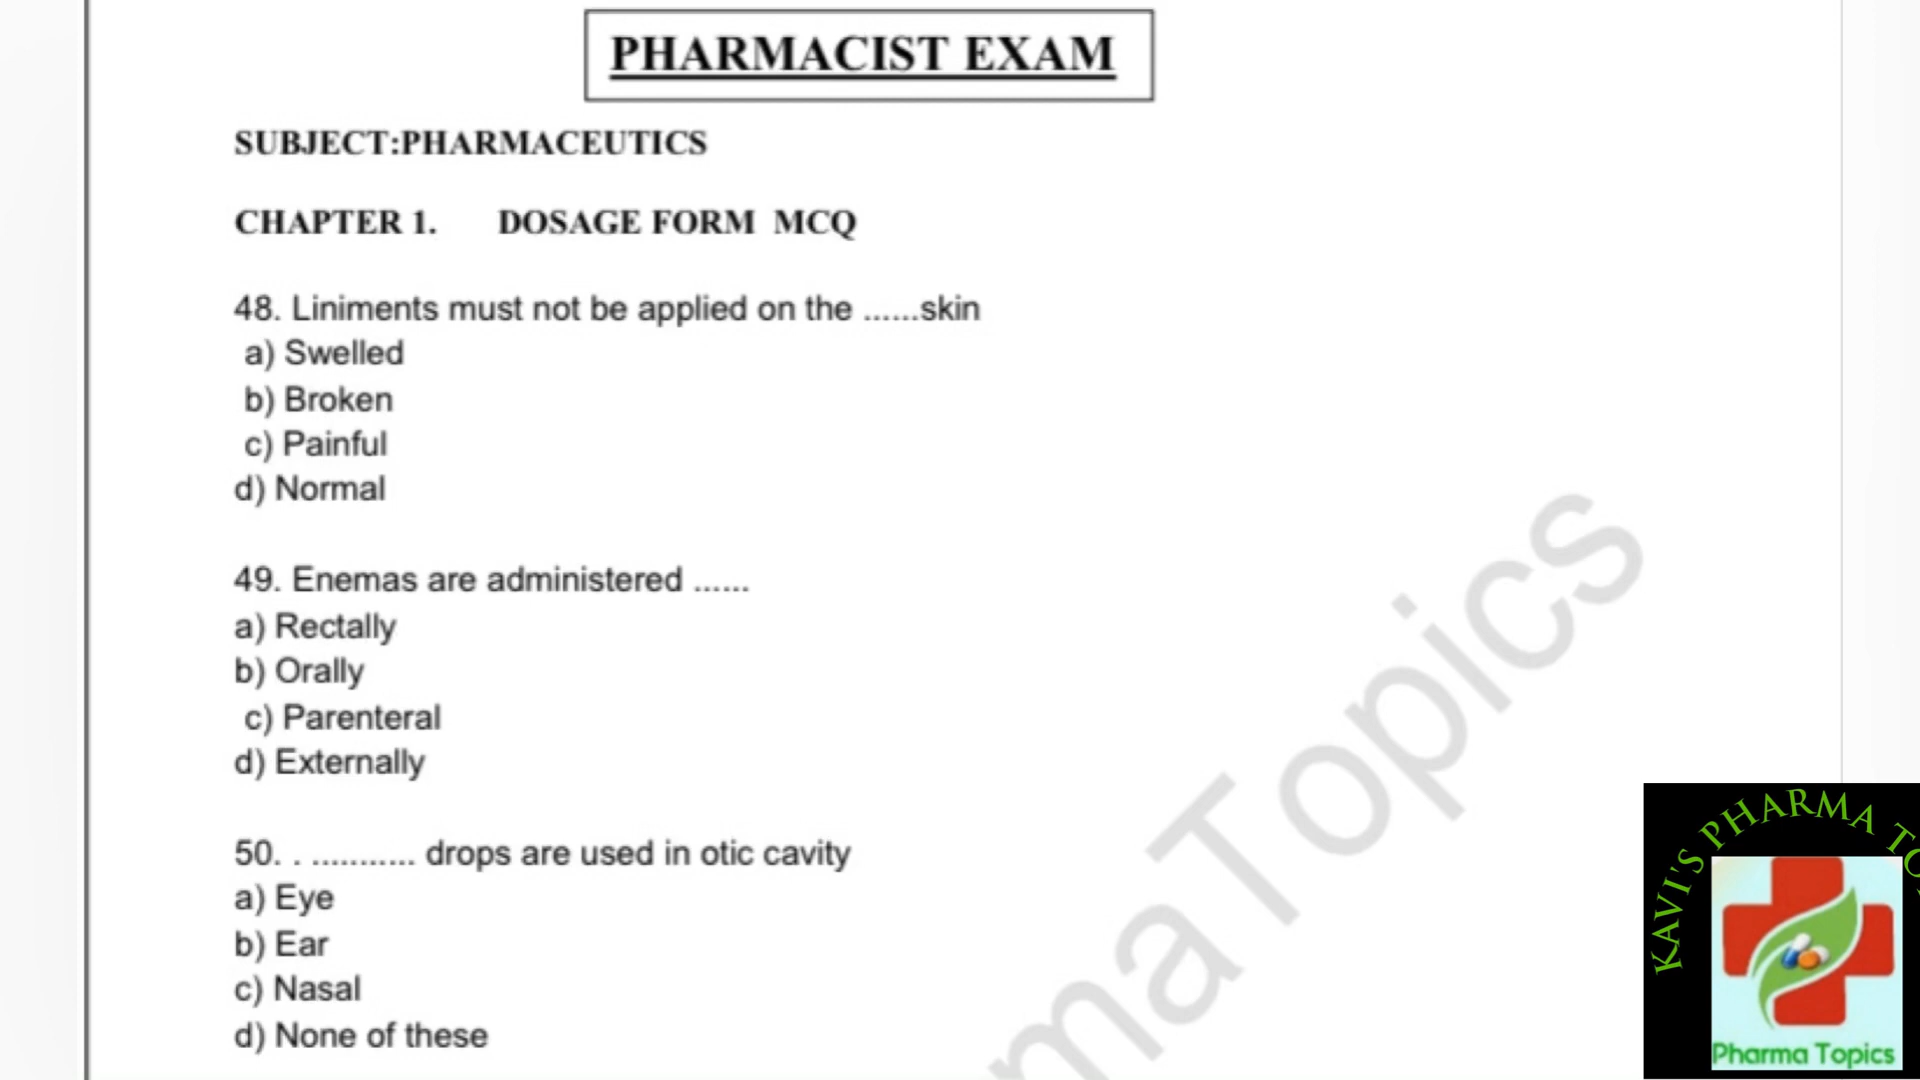 PHARMACIST EXAM
SUBJECT:PHARMACEUTICS
CHAPTER 1. DOSAGE FORM MCQ
48. Liniments must not be applied on the ......skin
a) Swelled
b) Broken
c) Painful
d) Normal
49. Enemas are administered ......
a) Rectally
b) Orally
c) Parenteral
d) Externally
50. . ........... drops are used in otic cavity
a) Eye
b) Ear
c) Nasal
d) None of these
maTopics
KAVI'S PHARMA TO
Pharma Topics